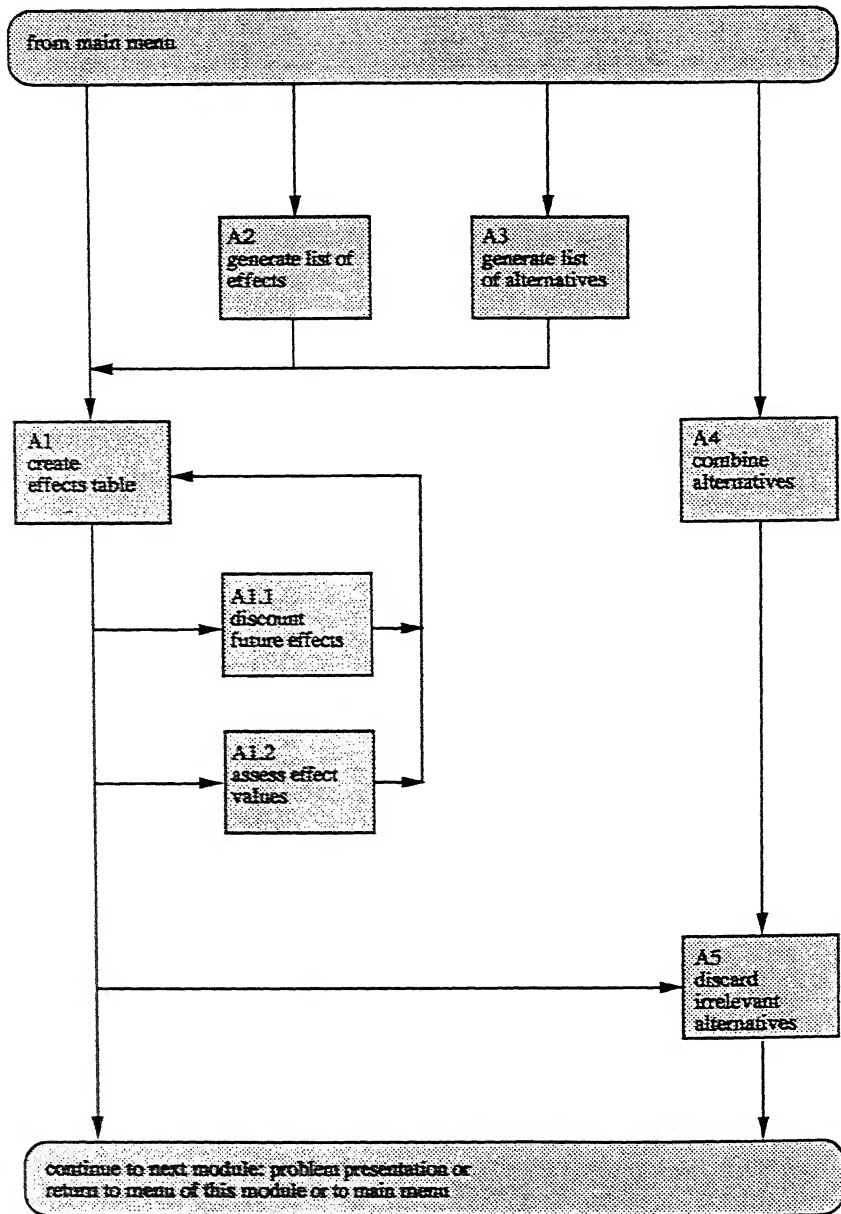 from main menu
A2
generate list of
effects
A3
generate list
of alternatives
A1
create
effects table
A4
combine
alternatives
A1.1
discount
future effects
A1.2
assess effect
values
A5
discard
irrelevant
alternatives
continue to next module: problem presentation or
return to menu of this module or to main menu